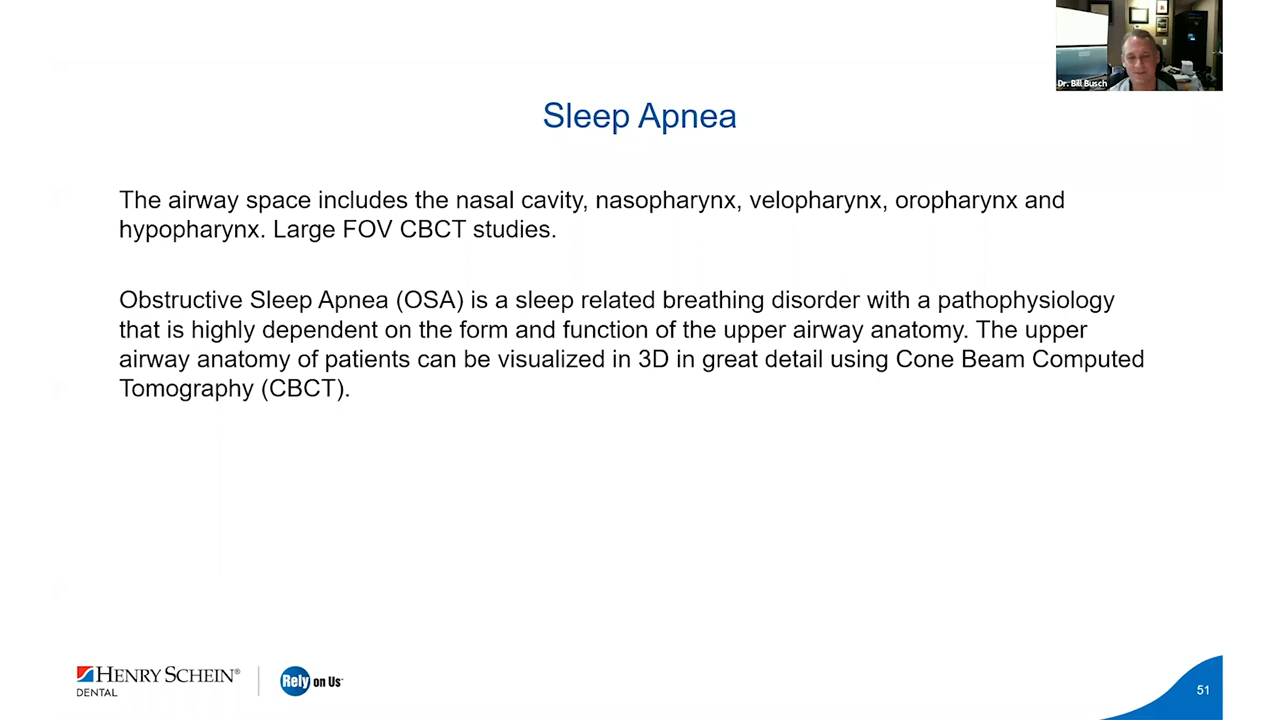 Dr. Bill Busch
Sleep Apnea
The airway space includes the nasal cavity, nasopharynx, velopharynx, oropharynx and
hypopharynx. Large FOV CBCT studies.
Obstructive Sleep Apnea (OSA) is a sleep related breathing disorder with a pathophysiology
that is highly dependent on the form and function of the upper airway anatomy. The upper
airway anatomy of patients can be visualized in 3D in great detail using Cone Beam Computed
Tomography (CBCT).
HENRY SCHEIN®
DENTAL
Rely on Us™
51